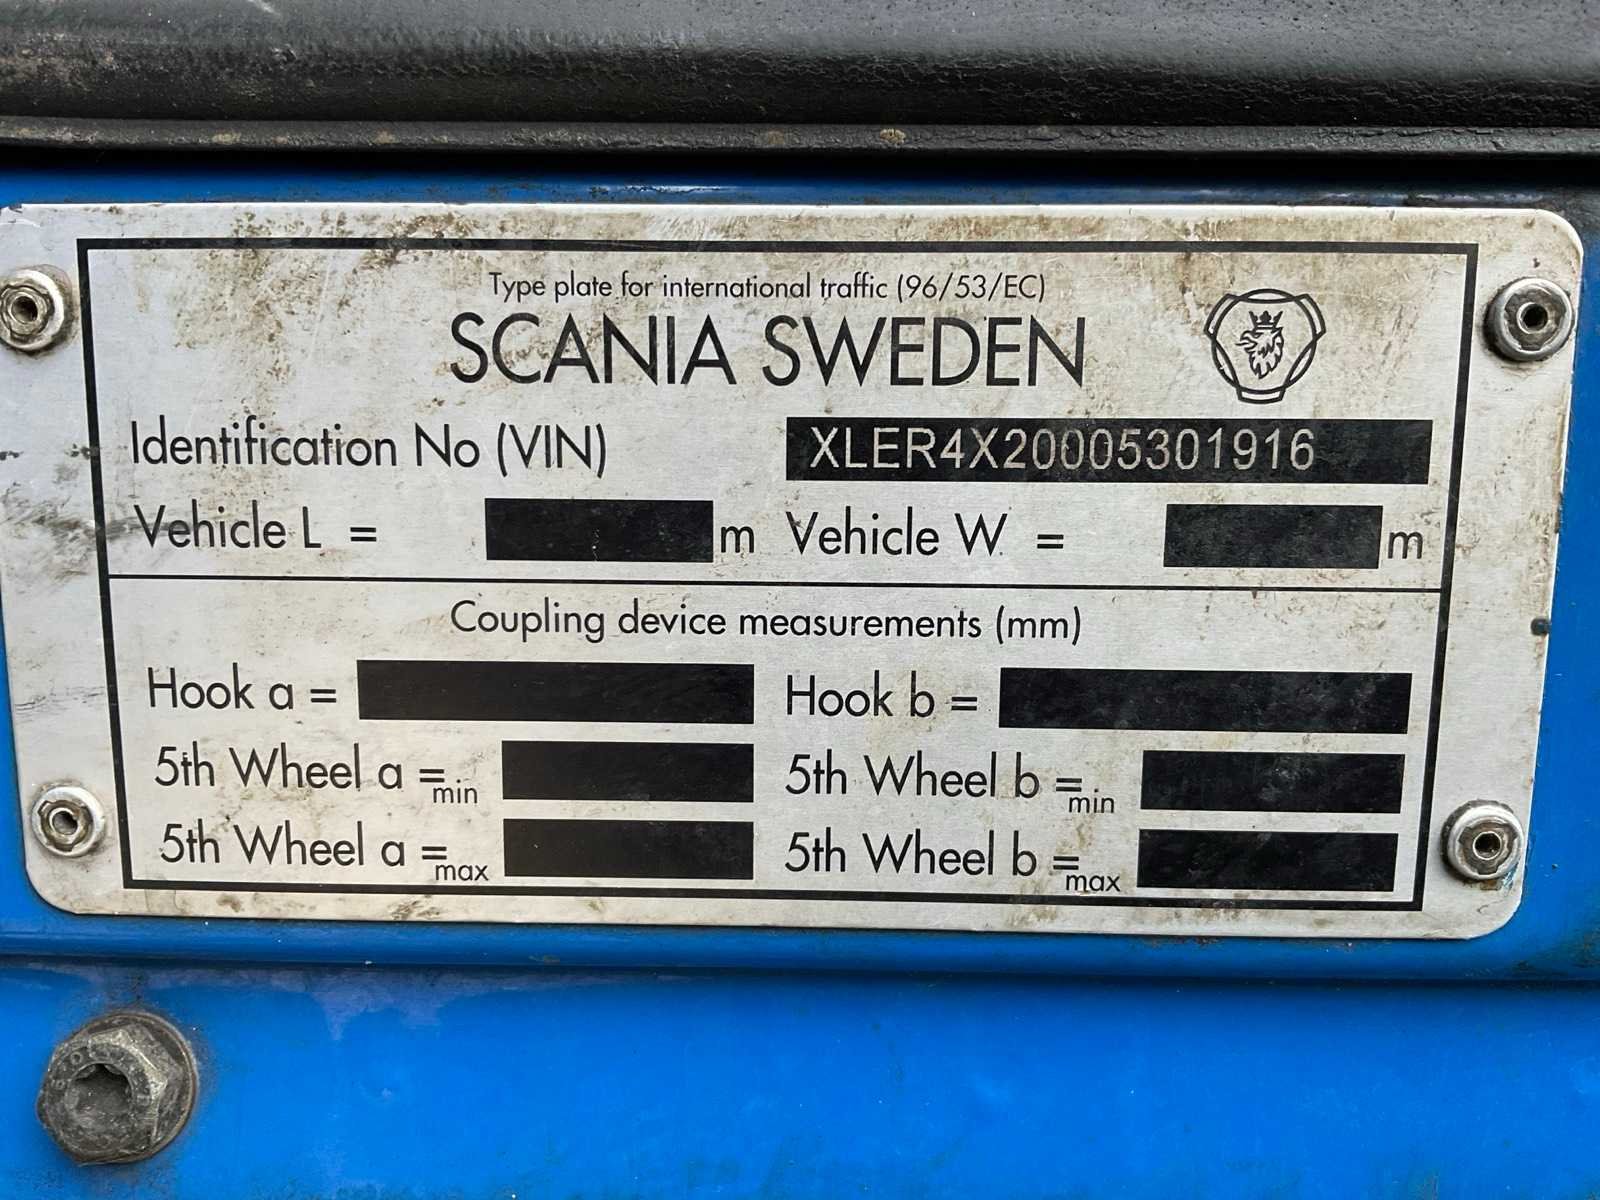 Type plate for international traffic (96/53/EC)
SCANIA SWEDEN
Identification No (VIN) XLER4X20005301916
Vehicle L = m Vehicle W = m
Coupling device measurements (mm)
Hook a = Hook b =
5th Wheel a =min 5th Wheel b =min
5th Wheel a =max 5th Wheel b =max